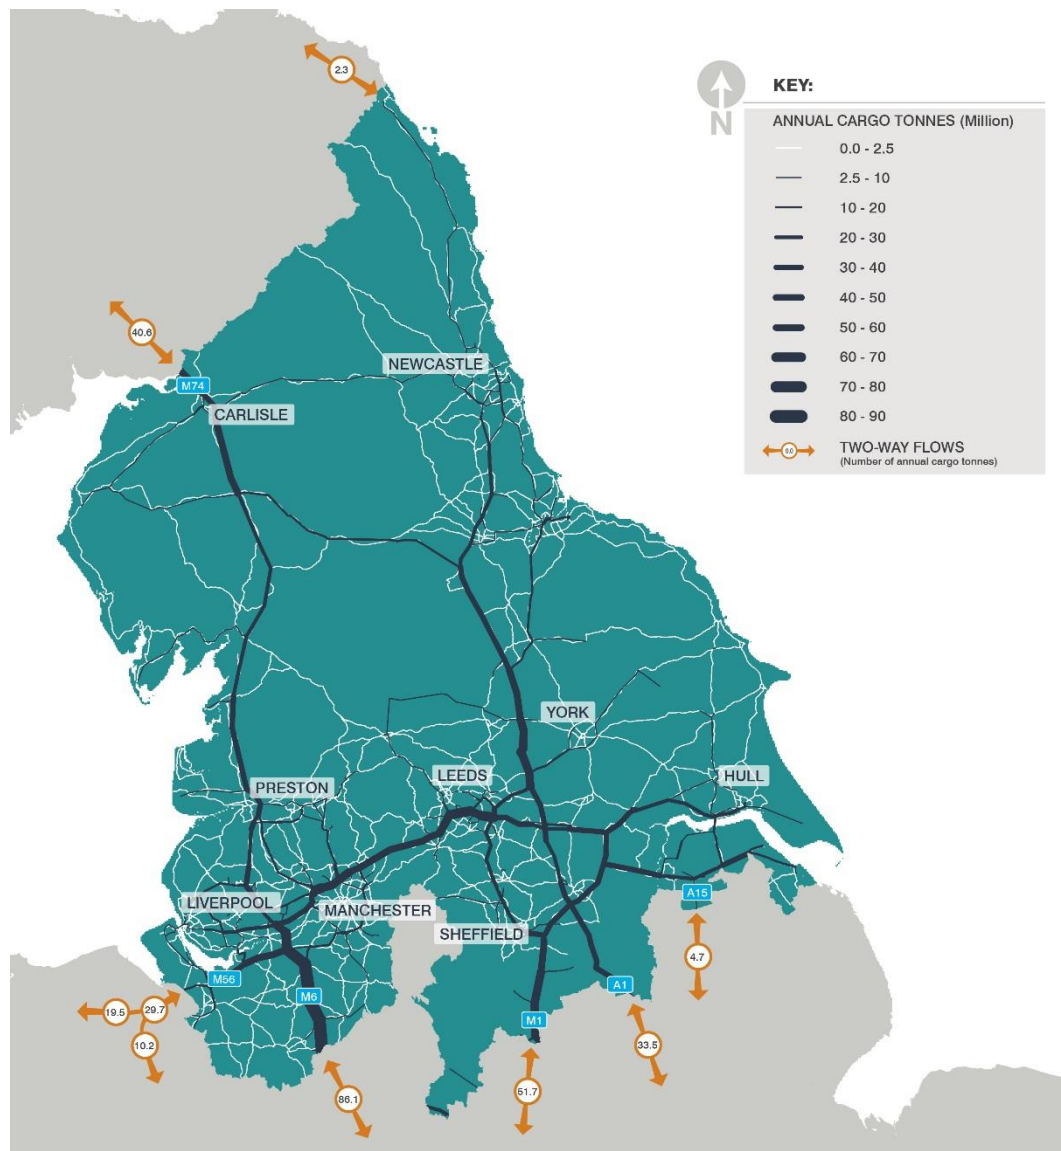 2.3
N
KEY:
ANNUAL CARGO TONNES (Million)
0.0 - 2.5
2.5 - 10
10 - 20
20 - 30
30 - 40
40 - 50
50 - 60
60 - 70
70 - 80
80 - 90
0.0
TWO-WAY FLOWS
(Number of annual cargo tonnes)
40.6
M74
NEWCASTLE
CARLISLE
YORK
LEEDS
HULL
PRESTON
A15
LIVERPOOL
MANCHESTER
SHEFFIELD
4.7
M56
M6
A1
M1
19.5
29.7
10.2
33.5
86.1
51.7